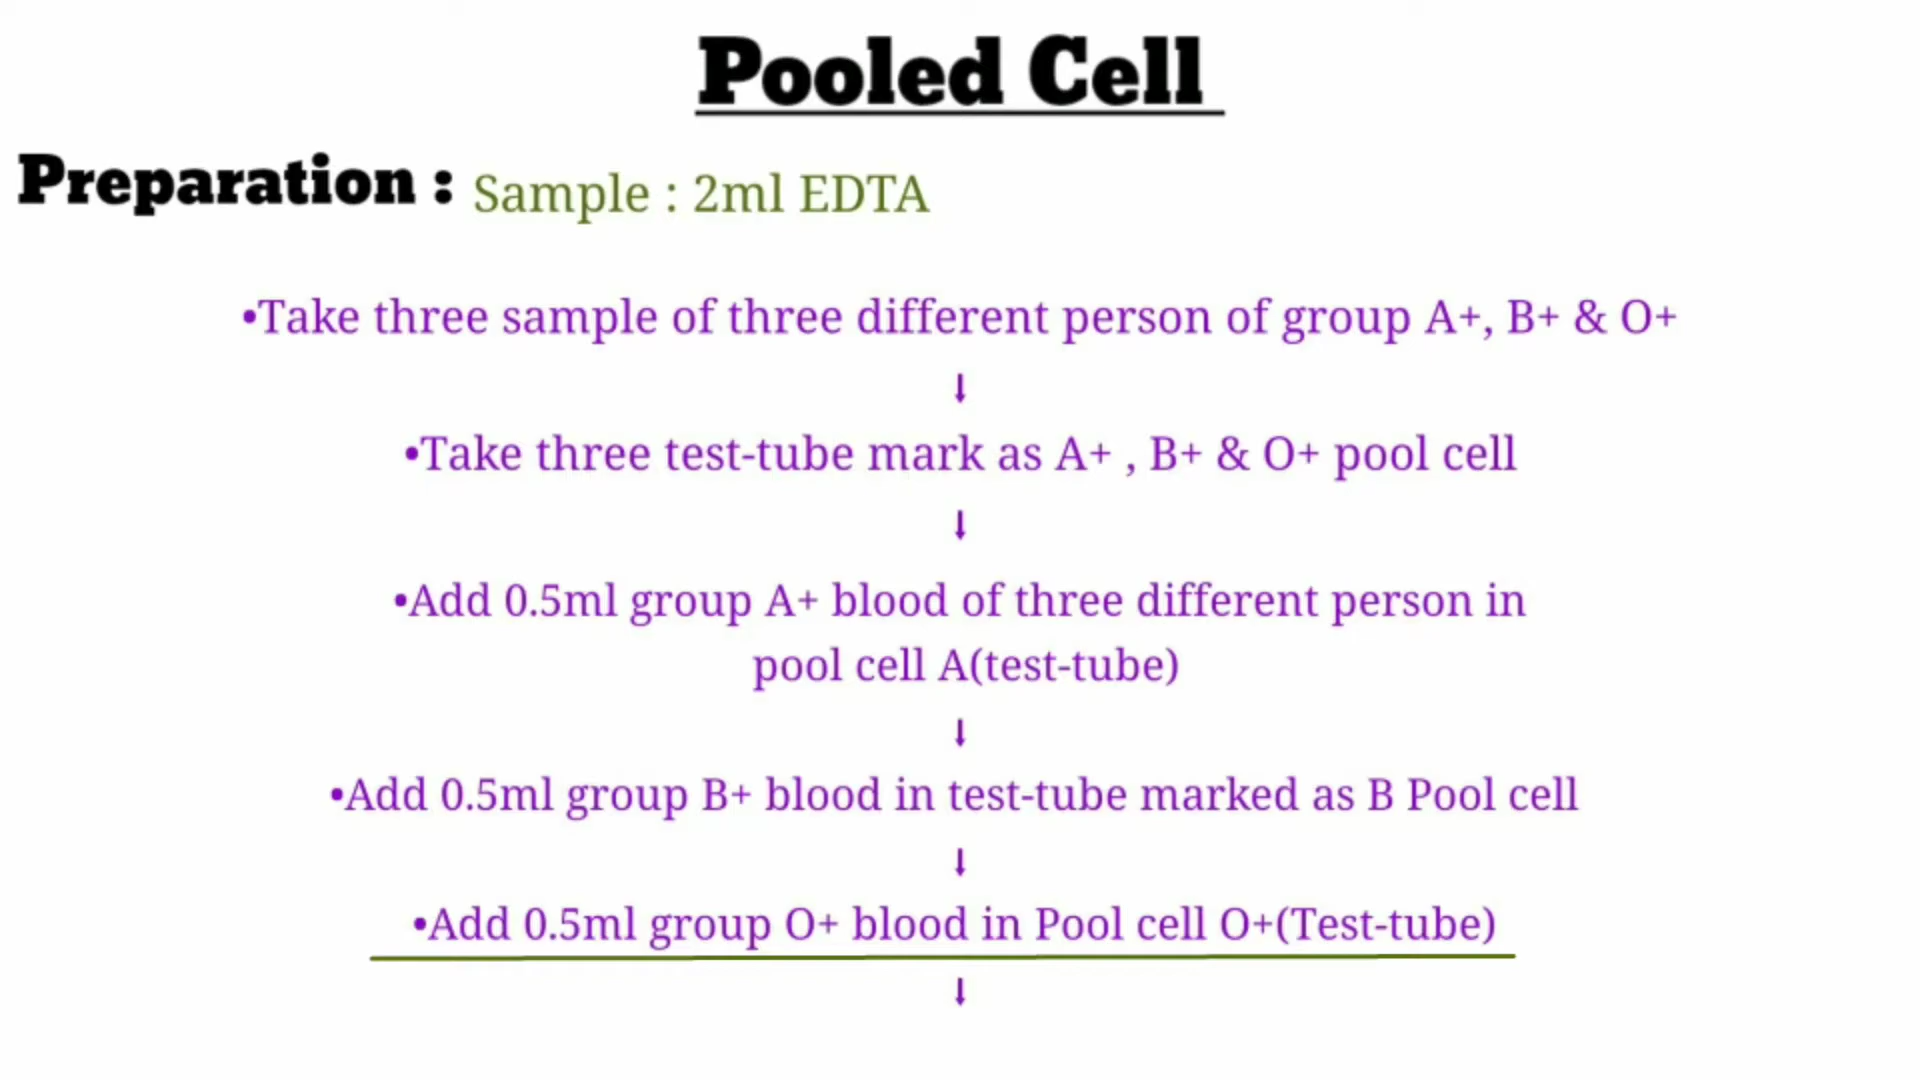 Pooled Cell
Preparation : Sample : 2ml EDTA
•Take three sample of three different person of group A+, B+ & O+
↓
•Take three test-tube mark as A+ , B+ & O+ pool cell
↓
•Add 0.5ml group A+ blood of three different person in
pool cell A(test-tube)
↓
•Add 0.5ml group B+ blood in test-tube marked as B Pool cell
↓
•Add 0.5ml group O+ blood in Pool cell O+(Test-tube)
↓